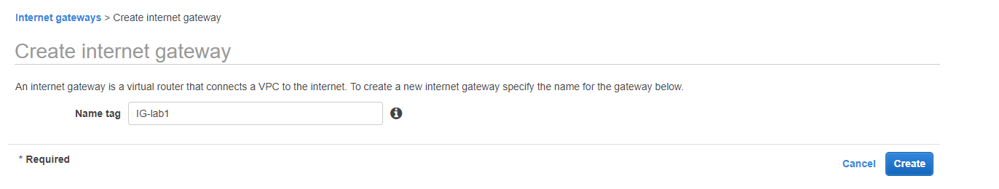 Internet gateways > Create internet gateway
Create internet gateway
An internet gateway is a virtual router that connects a VPC to the internet. To create a new internet gateway specify the name for the gateway below.
Name tag IG-lab1
* Required
Cancel Create